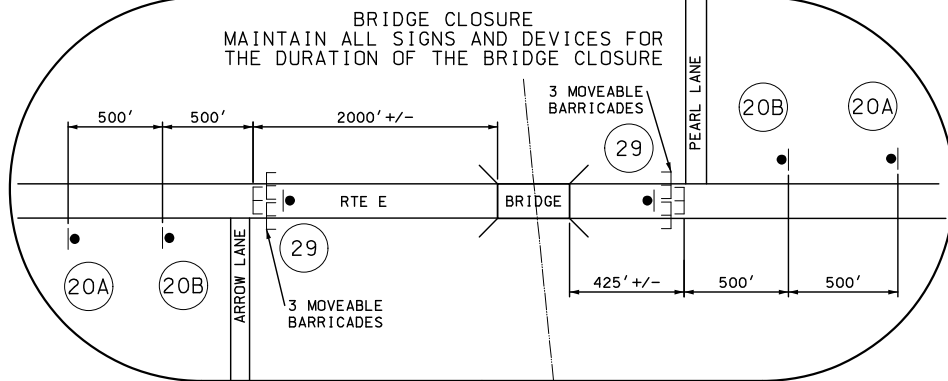 BRIDGE CLOSURE
MAINTAIN ALL SIGNS AND DEVICES FOR
THE DURATION OF THE BRIDGE CLOSURE
3 MOVEABLE
BARRICADES
PEARL LANE
20B
20A
500'
500'
2000'+/-
29
RTE E
BRIDGE
20A
20B
ARROW LANE
29
3 MOVEABLE
BARRICADES
425'+/-
500'
500'